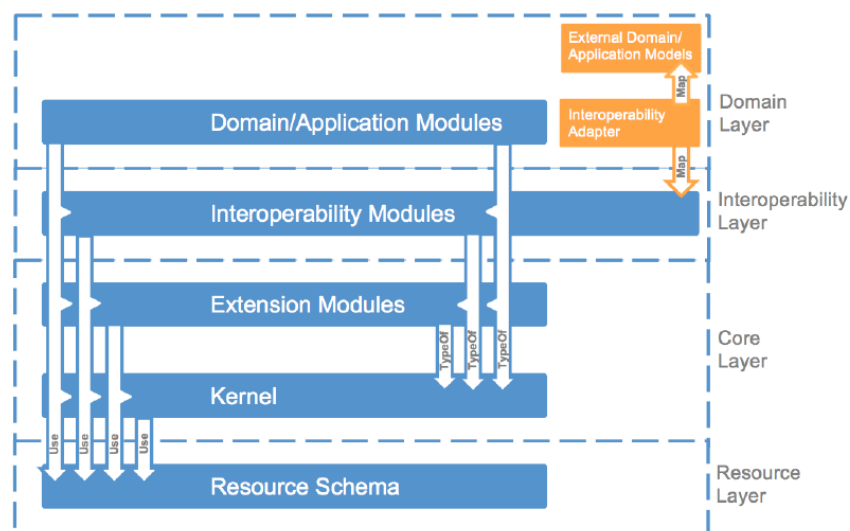 External Domain/
Application Models
Map
Domain/Application Modules
Interoperability
Adapter
Domain
Layer
Map
Interoperability Modules
Interoperability
Layer
Extension Modules
TypeOf
TypeOf
TypeOf
Core
Layer
Kernel
Use
Use
Use
Use
Resource Schema
Resource
Layer